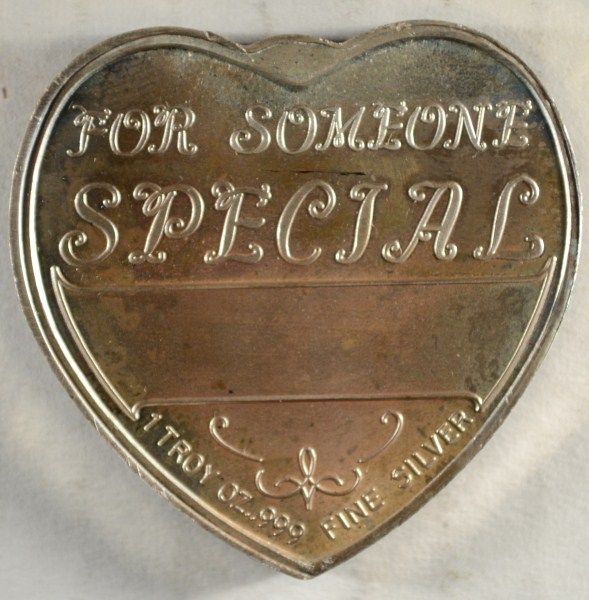 FOR SOMEONE
SPECIAL
1 TROY OZ. .999 FINE SILVER